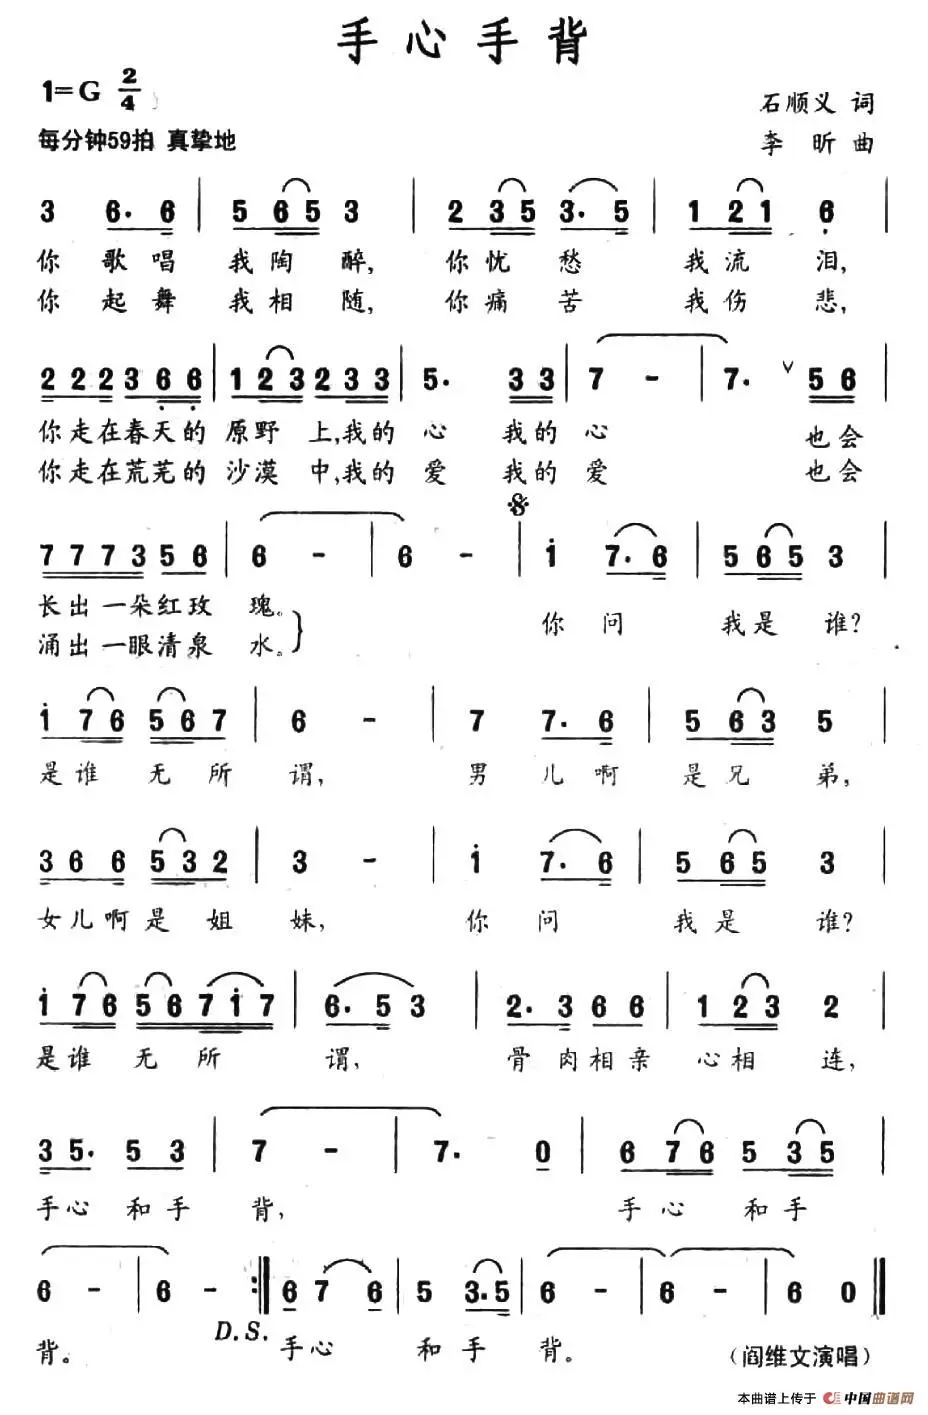 手心手背
1=G 2/4
石顺义 词
每分钟59拍 真挚地
李 昕 曲
3 6. 6 | 5 6 5 3 | 2 3 5 3. 5 | 1 2 1 6 |
你 歌 唱 我 陶 醉, 你 忧 愁 我 流 泪,
你 起 舞 我 相 随, 你 痛 苦 我 伤 悲,
2 2 2 3 6 6 | 1 2 3 2 3 3 | 5. 3 3 | 7 - | 7. ∨ 5 6 |
你走在春天的 原野 上,我的 心 我的 心 也会
你走在荒芜的 沙漠 中,我的 爱 我的 爱 也会
7 7 7 3 5 6 | 6 - | 6 - | 1 7. 6 | 5 6 5 3 |
长出一朵红玫 瑰。 你 问 我是 谁?
涌出一眼清泉 水。
1 7 6 5 6 7 | 6 - | 7 7. 6 | 5 6 3 5 |
是谁 无 所 谓, 男 儿 啊 是 兄 弟,
3 6 6 5 3 2 | 3 - | 1 7. 6 | 5 6 5 3 |
女儿啊 是 姐 妹, 你 问 我 是 谁?
1 7 6 5 6 7 1 7 | 6. 5 3 | 2. 3 6 6 | 1 2 3 2 |
是谁 无 所 谓, 骨 肉相亲 心相 连,
3 5. 5 3 | 7 - | 7. 0 | 6 7 6 5 3 5 |
手心 和手 背, 手心 和手
6 - | 6 - :| 6 7 6 | 5 3. 5 | 6 - | 6 - | 6 0 ||
D.S.
背。 手心 和手 背。 (阎维文演唱)
本曲谱上传于 中国曲谱网